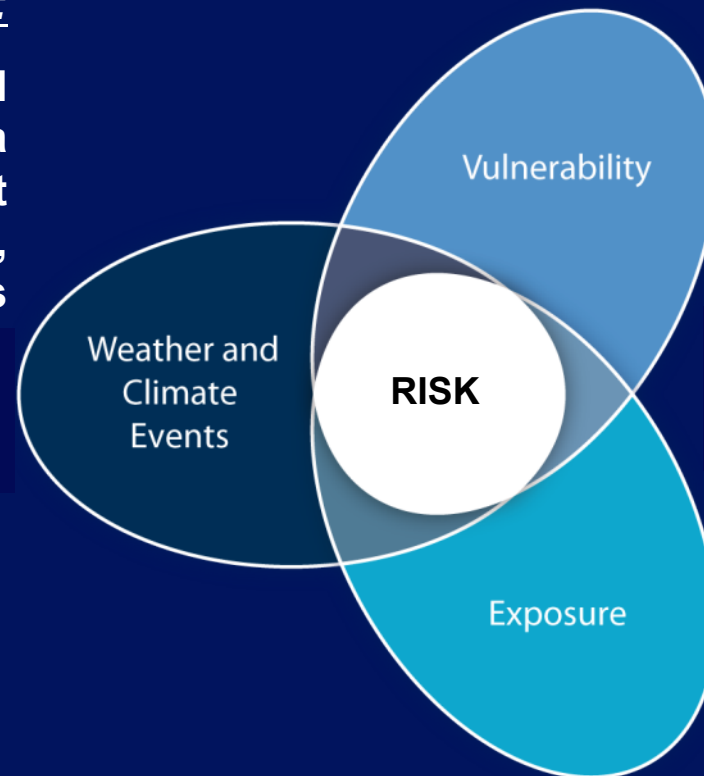 Vulnerability
Weather and
Climate
Events
RISK
Exposure